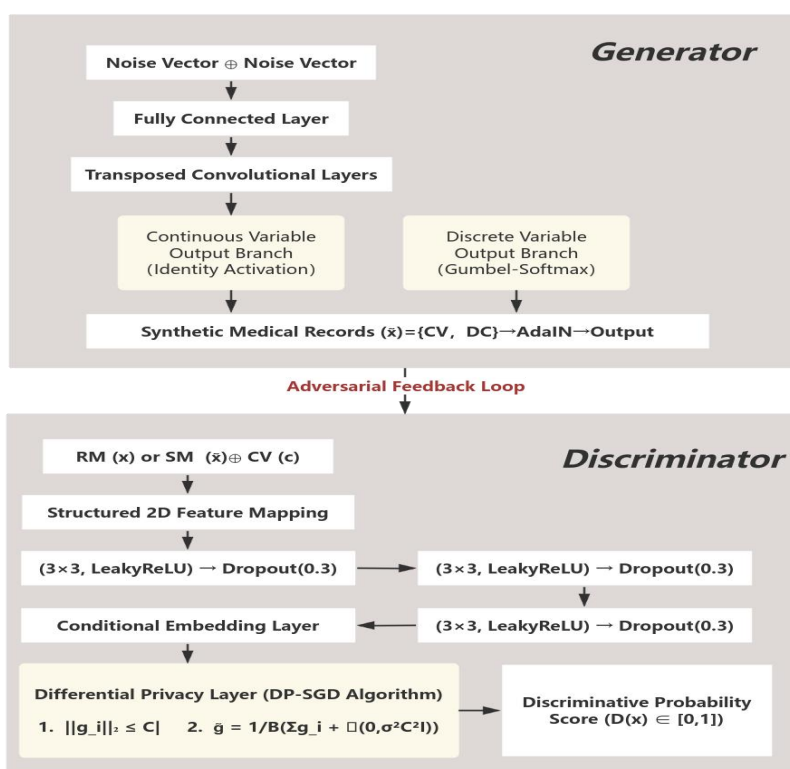 Generator
Noise Vector ⊕ Noise Vector
Fully Connected Layer
Transposed Convolutional Layers
Continuous Variable
Output Branch
(Identity Activation)
Discrete Variable
Output Branch
(Gumbel-Softmax)
Synthetic Medical Records (x̃)={CV, DC}→AdaIN→Output
Adversarial Feedback Loop
Discriminator
RM (x) or SM (x̃)⊕ CV (c)
Structured 2D Feature Mapping
(3×3, LeakyReLU) → Dropout(0.3)
(3×3, LeakyReLU) → Dropout(0.3)
(3×3, LeakyReLU) → Dropout(0.3)
Conditional Embedding Layer
Differential Privacy Layer (DP-SGD Algorithm)
1. ||g_i||₂ ≤ C| 2. g̃ = 1/B(Σg_i + □(0,σ²C²I))
Discriminative Probability
Score (D(x) ∈ [0,1])